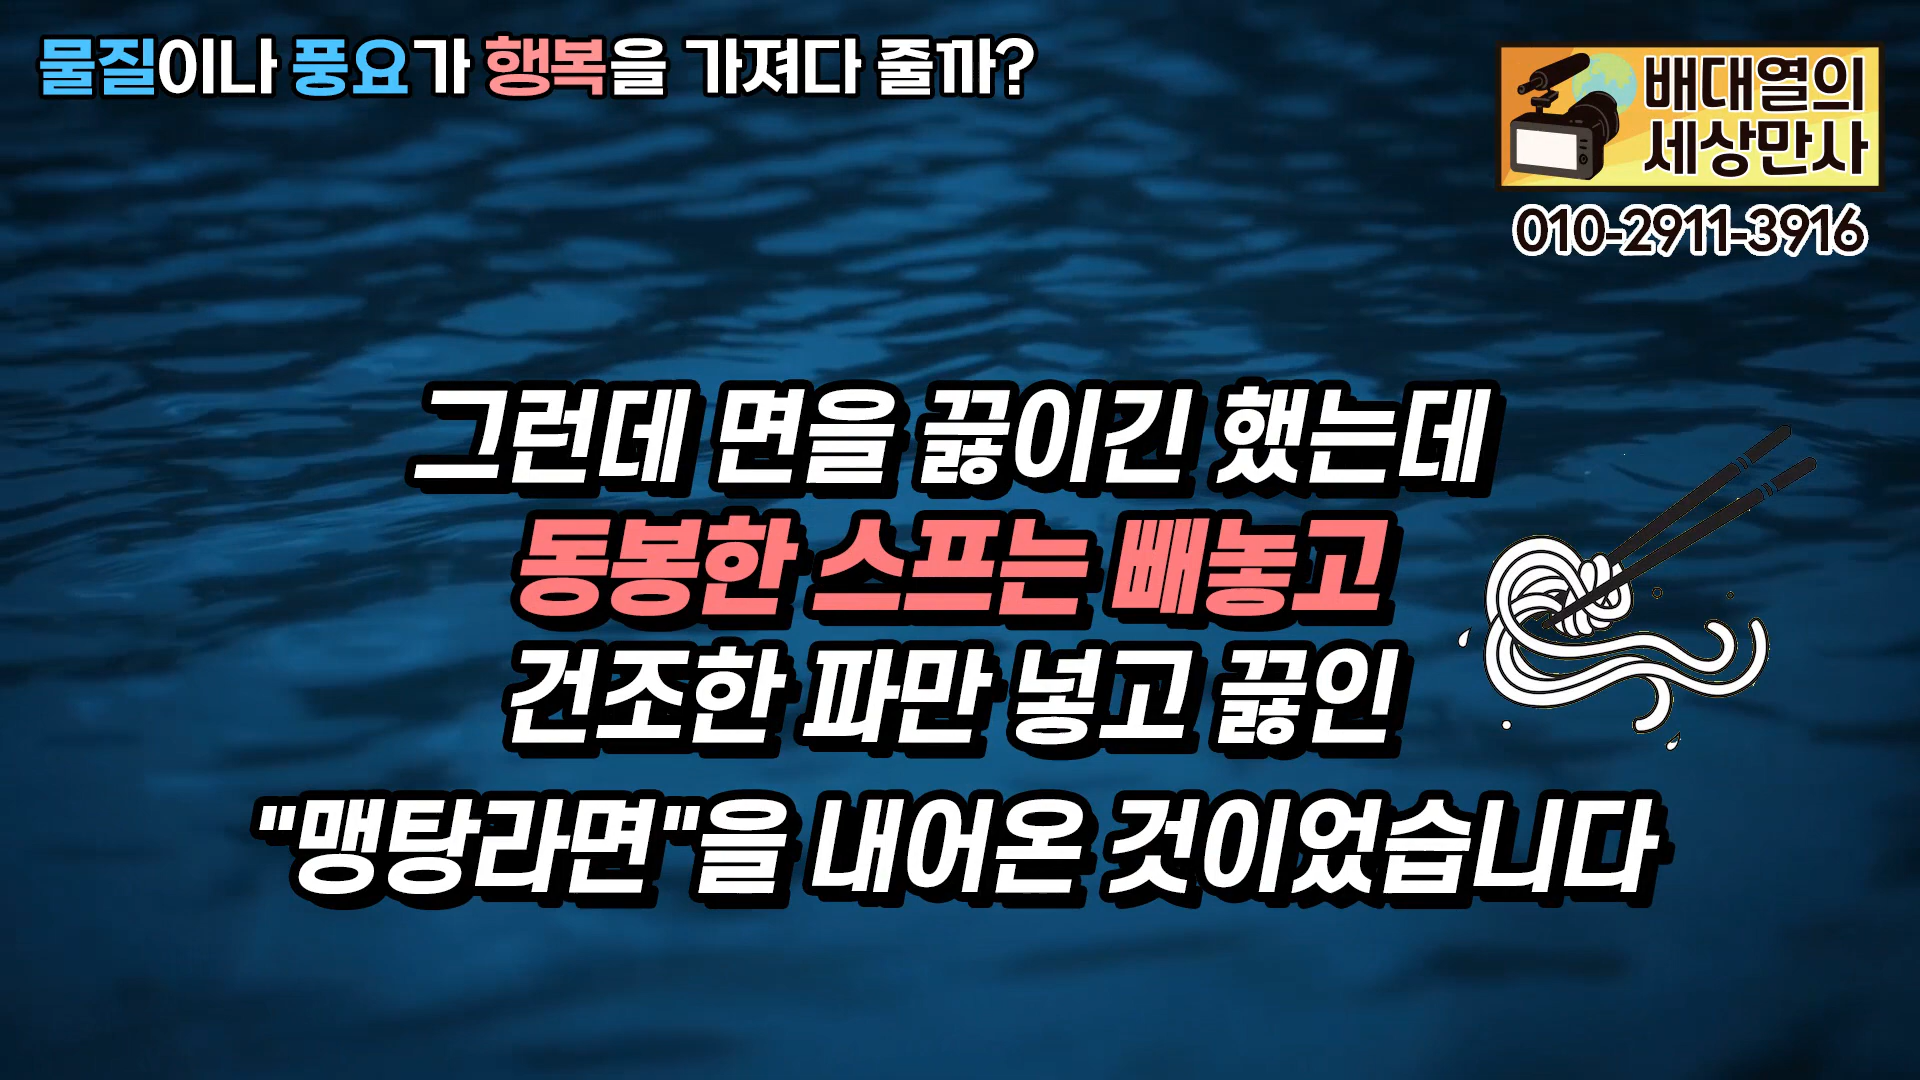 물질이나 풍요가 행복을 가져다 줄까?
배대열의
세상만사
010-2911-3916
그런데 면을 끓이긴 했는데
동봉한 스프는 빼놓고
건조한 파만 넣고 끓인
"맹탕라면"을 내어온 것이었습니다